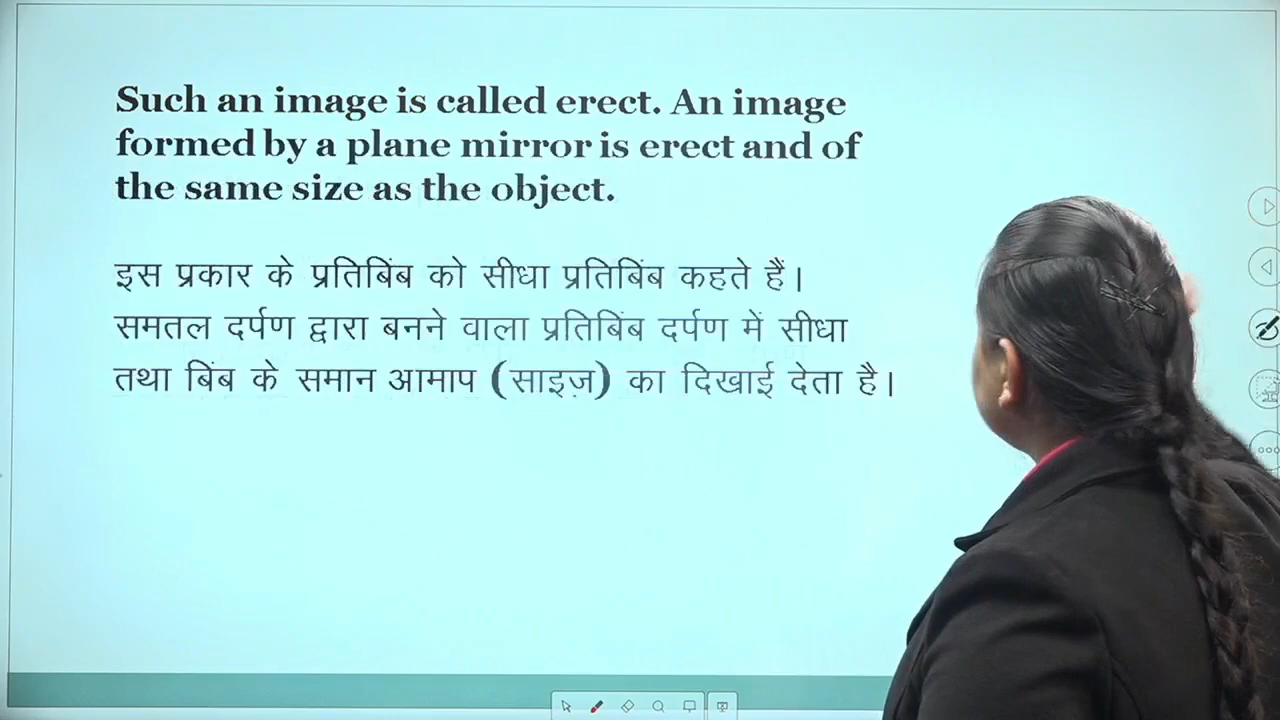 Such an image is called erect. An image
formed by a plane mirror is erect and of
the same size as the object.
इस प्रकार के प्रतिबिंब को सीधा प्रतिबिंब कहते हैं।
समतल दर्पण द्वारा बनने वाला प्रतिबिंब दर्पण में सीधा
तथा बिंब के समान आमाप (साइज़) का दिखाई देता है।